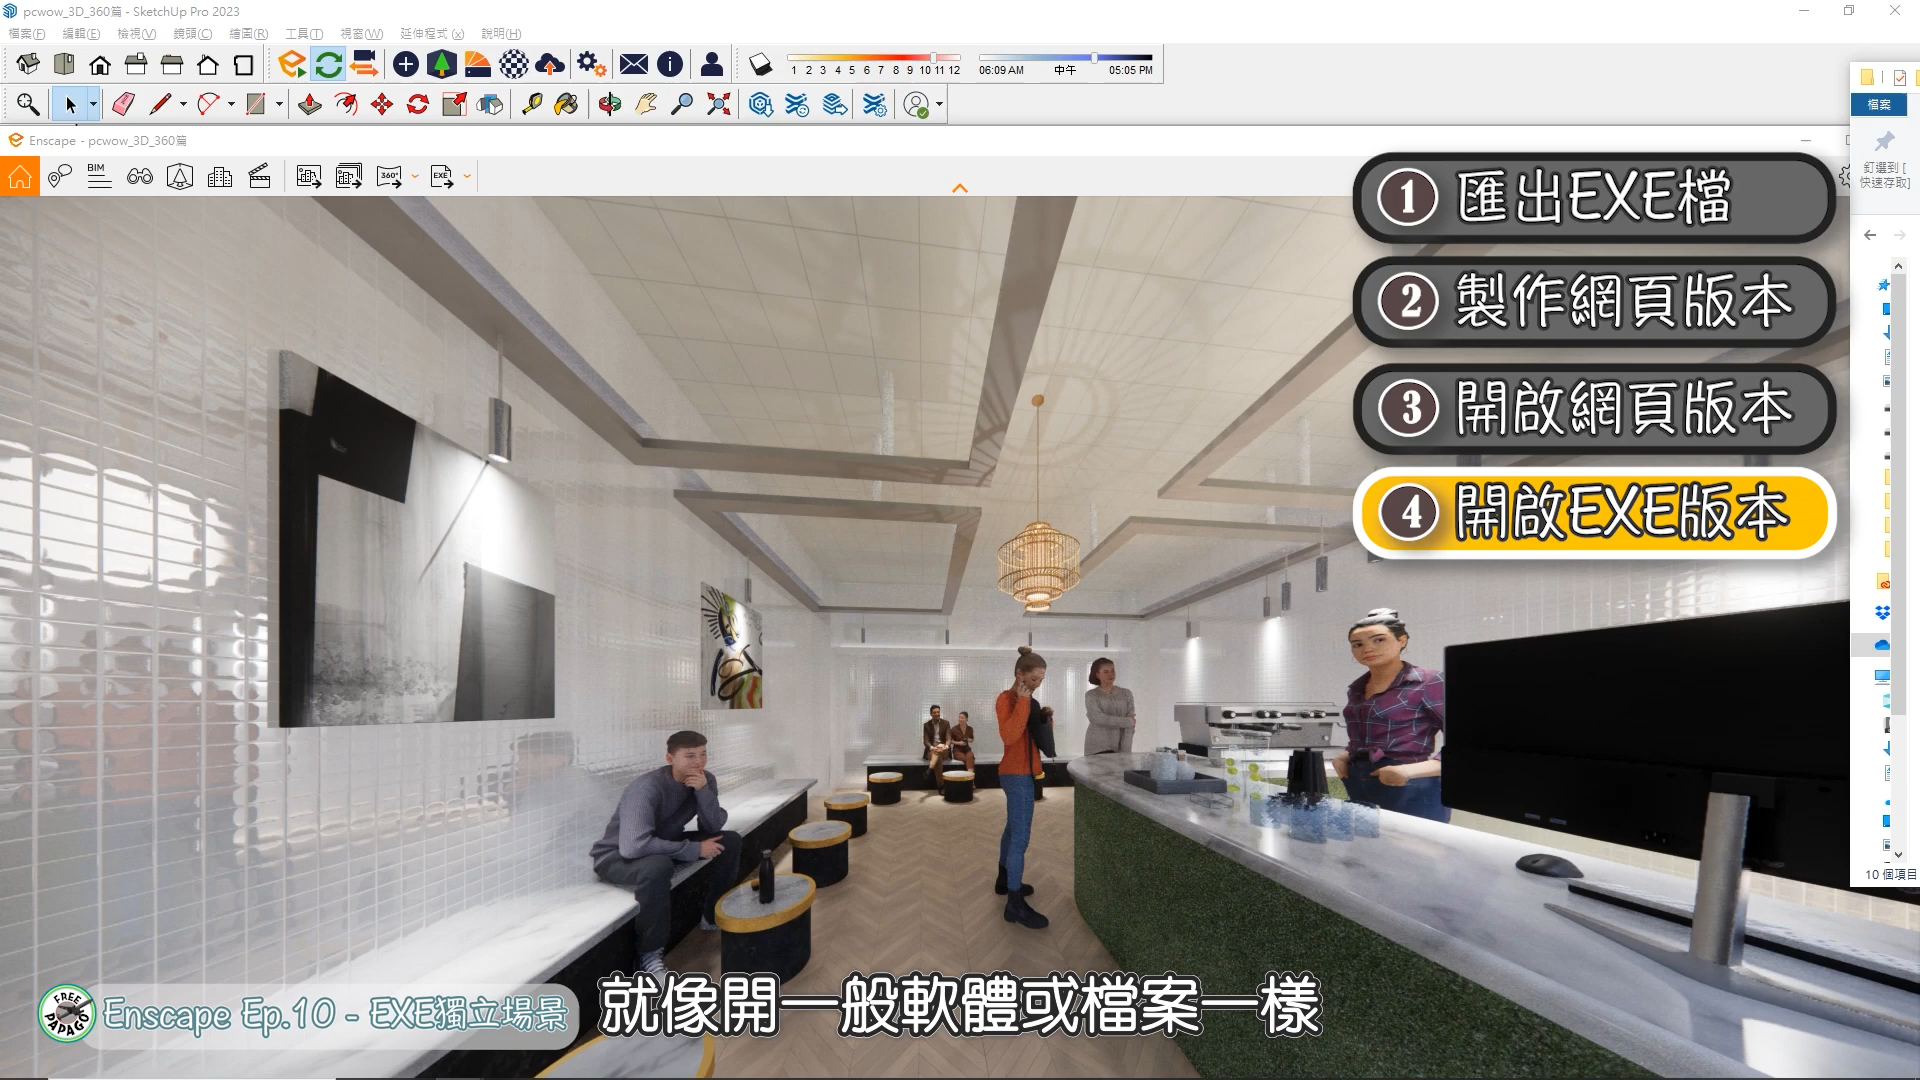 pcwow_3D_360篇 - SketchUp Pro 2023
檔案(F) 編輯(E) 檢視(V) 鏡頭(C) 繪圖(R) 工具(T) 視窗(W) 延伸程式 (x) 說明(H)
1 2 3 4 5 6 7 8 9 10 11 12
06:09 AM 中午 05:05 PM
Enscape - pcwow_3D_360篇
BIM
360°
EXE
檔案
釘選到 [
快速存取]
1 匯出EXE檔
2 製作網頁版本
3 開啟網頁版本
4 開啟EXE版本
10 個項目
FREE
PAPAGO
Enscape Ep.10 - EXE獨立場景
就像開一般軟體或檔案一樣